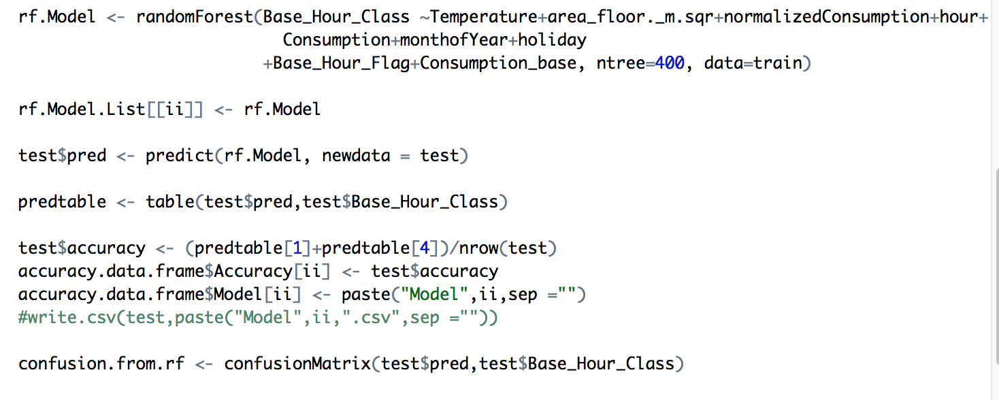 rf.Model <- randomForest(Base_Hour_Class ~Temperature+area_floor._m.sqr+normalizedConsumption+hour+
Consumption+monthofYear+holiday
+Base_Hour_Flag+Consumption_base, ntree=400, data=train)
rf.Model.List[[ii]] <- rf.Model
test$pred <- predict(rf.Model, newdata = test)
predtable <- table(test$pred,test$Base_Hour_Class)
test$accuracy <- (predtable[1]+predtable[4])/nrow(test)
accuracy.data.frame$Accuracy[ii] <- test$accuracy
accuracy.data.frame$Model[ii] <- paste("Model",ii,sep ="")
#write.csv(test,paste("Model",ii,".csv",sep =""))
confusion.from.rf <- confusionMatrix(test$pred,test$Base_Hour_Class)